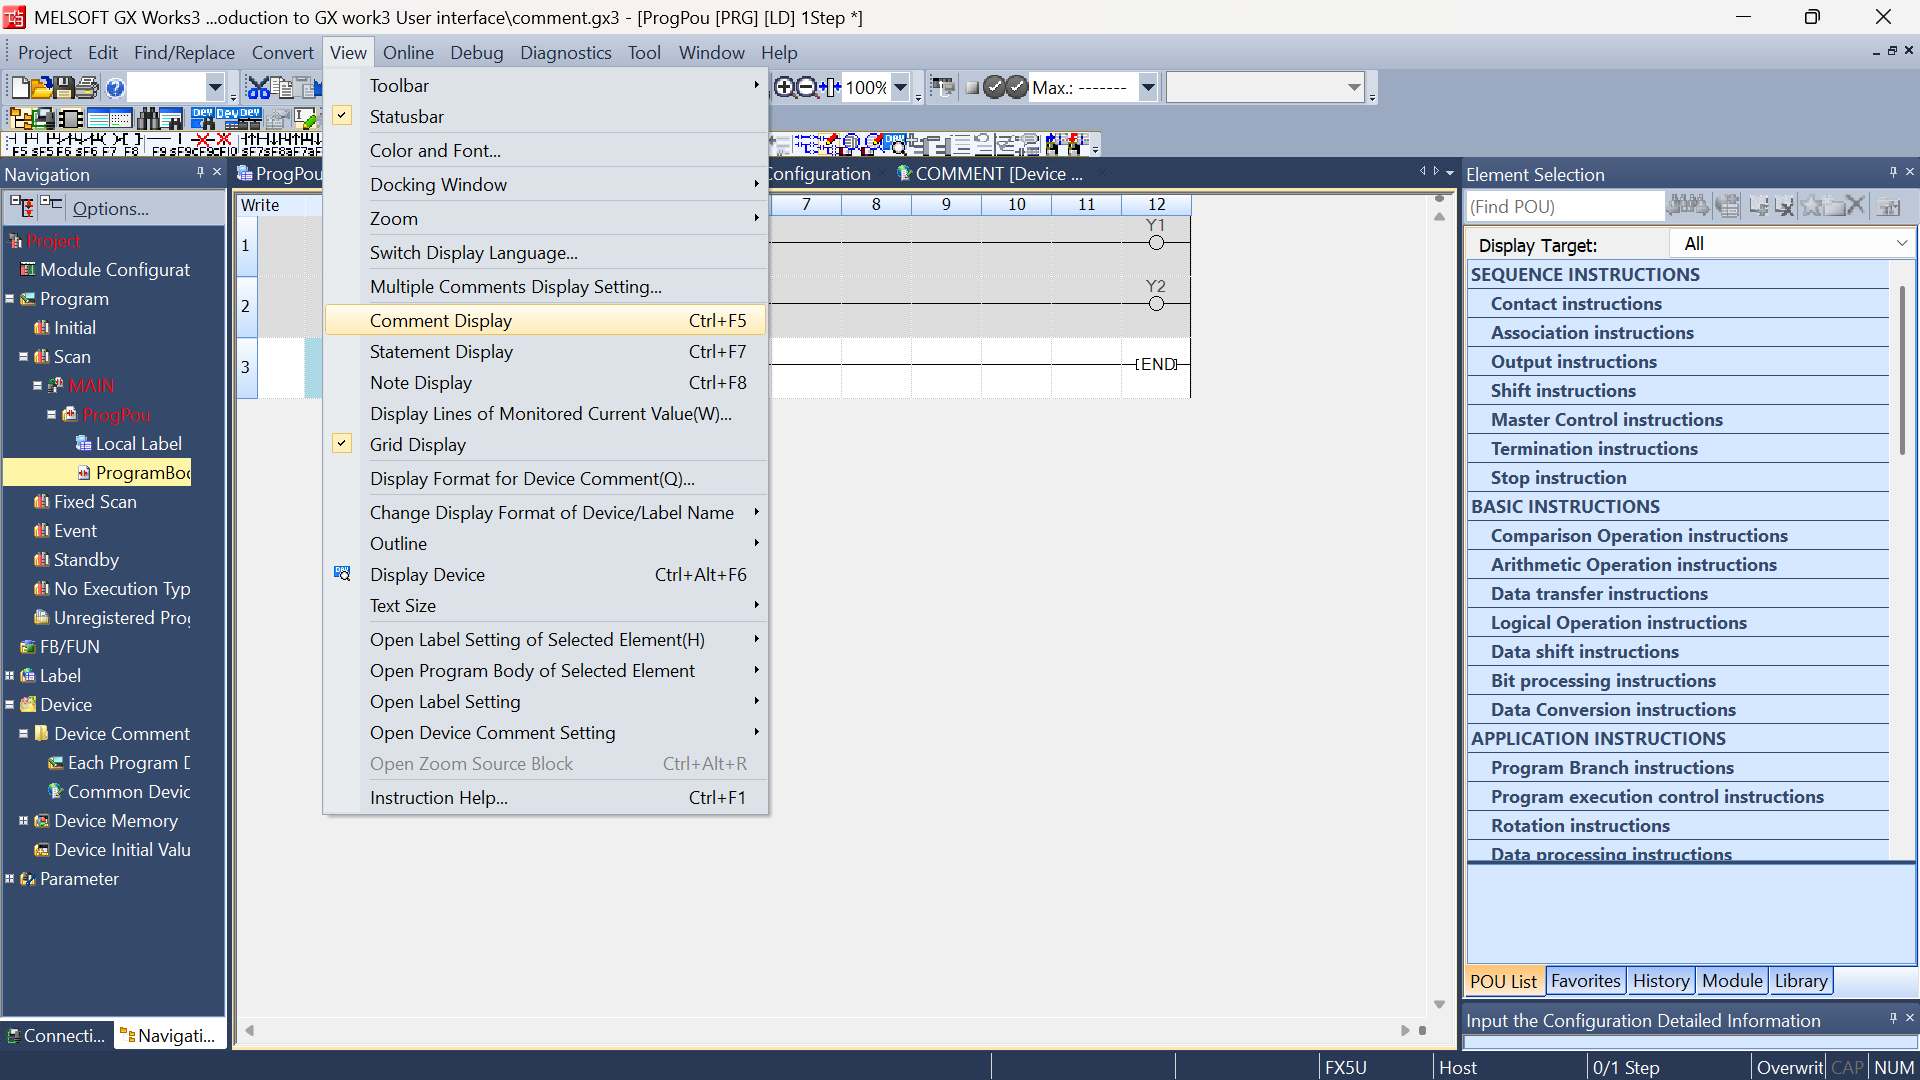 MELSOFT GX Works3 ...oduction to GX work3 User interface\comment.gx3 - [ProgPou [PRG] [LD] 1Step *]
Project Edit Find/Replace Convert View Online Debug Diagnostics Tool Window Help
100% Max.: -------
Navigation
Options...
Project
Module Configurat
Program
Initial
Scan
MAIN
ProgPou
Local Label
ProgramBod
Fixed Scan
Event
Standby
No Execution Typ
Unregistered Prog
FB/FUN
Label
Device
Device Comment
Each Program D
Common Devic
Device Memory
Device Initial Valu
Parameter
Connecti... Navigati...
Toolbar
Statusbar
Color and Font...
Docking Window
Zoom
Switch Display Language...
Multiple Comments Display Setting...
Comment Display Ctrl+F5
Statement Display Ctrl+F7
Note Display Ctrl+F8
Display Lines of Monitored Current Value(W)...
Grid Display
Display Format for Device Comment(Q)...
Change Display Format of Device/Label Name
Outline
Display Device Ctrl+Alt+F6
Text Size
Open Label Setting of Selected Element(H)
Open Program Body of Selected Element
Open Label Setting
Open Device Comment Setting
Open Zoom Source Block Ctrl+Alt+R
Instruction Help... Ctrl+F1
ProgPou onfiguration COMMENT [Device ...
Write 7 8 9 10 11 12
1 Y1
2 Y2
3 [END]
Element Selection
(Find POU)
Display Target: All
SEQUENCE INSTRUCTIONS
Contact instructions
Association instructions
Output instructions
Shift instructions
Master Control instructions
Termination instructions
Stop instruction
BASIC INSTRUCTIONS
Comparison Operation instructions
Arithmetic Operation instructions
Data transfer instructions
Logical Operation instructions
Data shift instructions
Bit processing instructions
Data Conversion instructions
APPLICATION INSTRUCTIONS
Program Branch instructions
Program execution control instructions
Rotation instructions
Data processing instructions
POU List Favorites History Module Library
Input the Configuration Detailed Information
FX5U Host 0/1 Step Overwrit CAP NUM